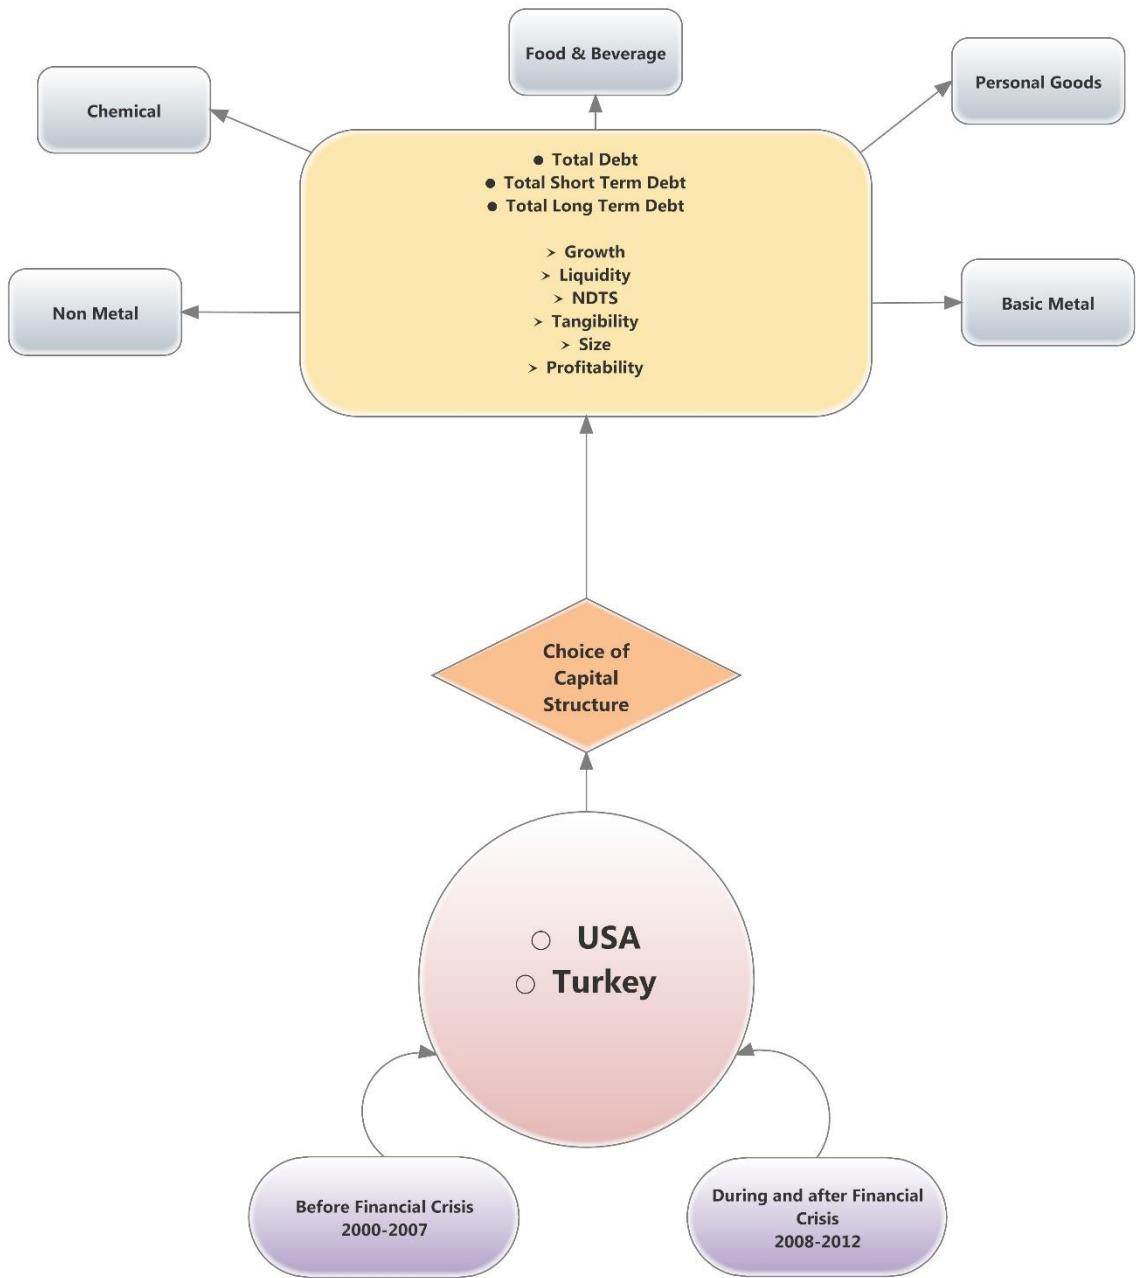 Food & Beverage
Personal Goods
Chemical
● Total Debt
● Total Short Term Debt
● Total Long Term Debt
➢ Growth
➢ Liquidity
➢ NDTS
➢ Tangibility
➢ Size
➢ Profitability
Non Metal
Basic Metal
Choice of
Capital
Structure
○ USA
○ Turkey
Before Financial Crisis
2000-2007
During and after Financial
Crisis
2008-2012